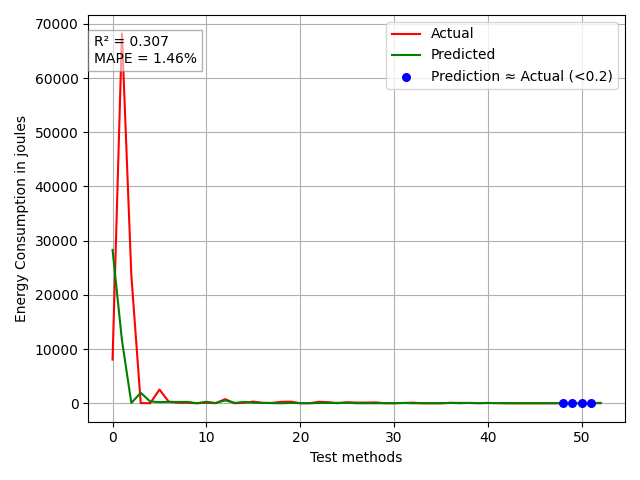 R² = 0.307
MAPE = 1.46%
Actual
Predicted
Prediction ≈ Actual (<0.2)
Energy Consumption in joules
70000
60000
50000
40000
30000
20000
10000
0
0 10 20 30 40 50
Test methods